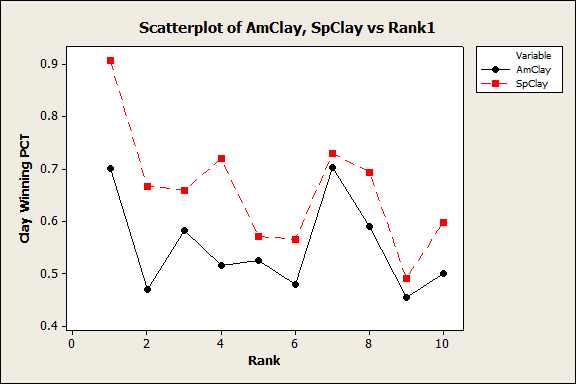 Scatterplot of AmClay, SpClay vs Rank1
Variable
AmClay
SpClay
Clay Winning PCT
0.9
0.8
0.7
0.6
0.5
0.4
0 2 4 6 8 10
Rank